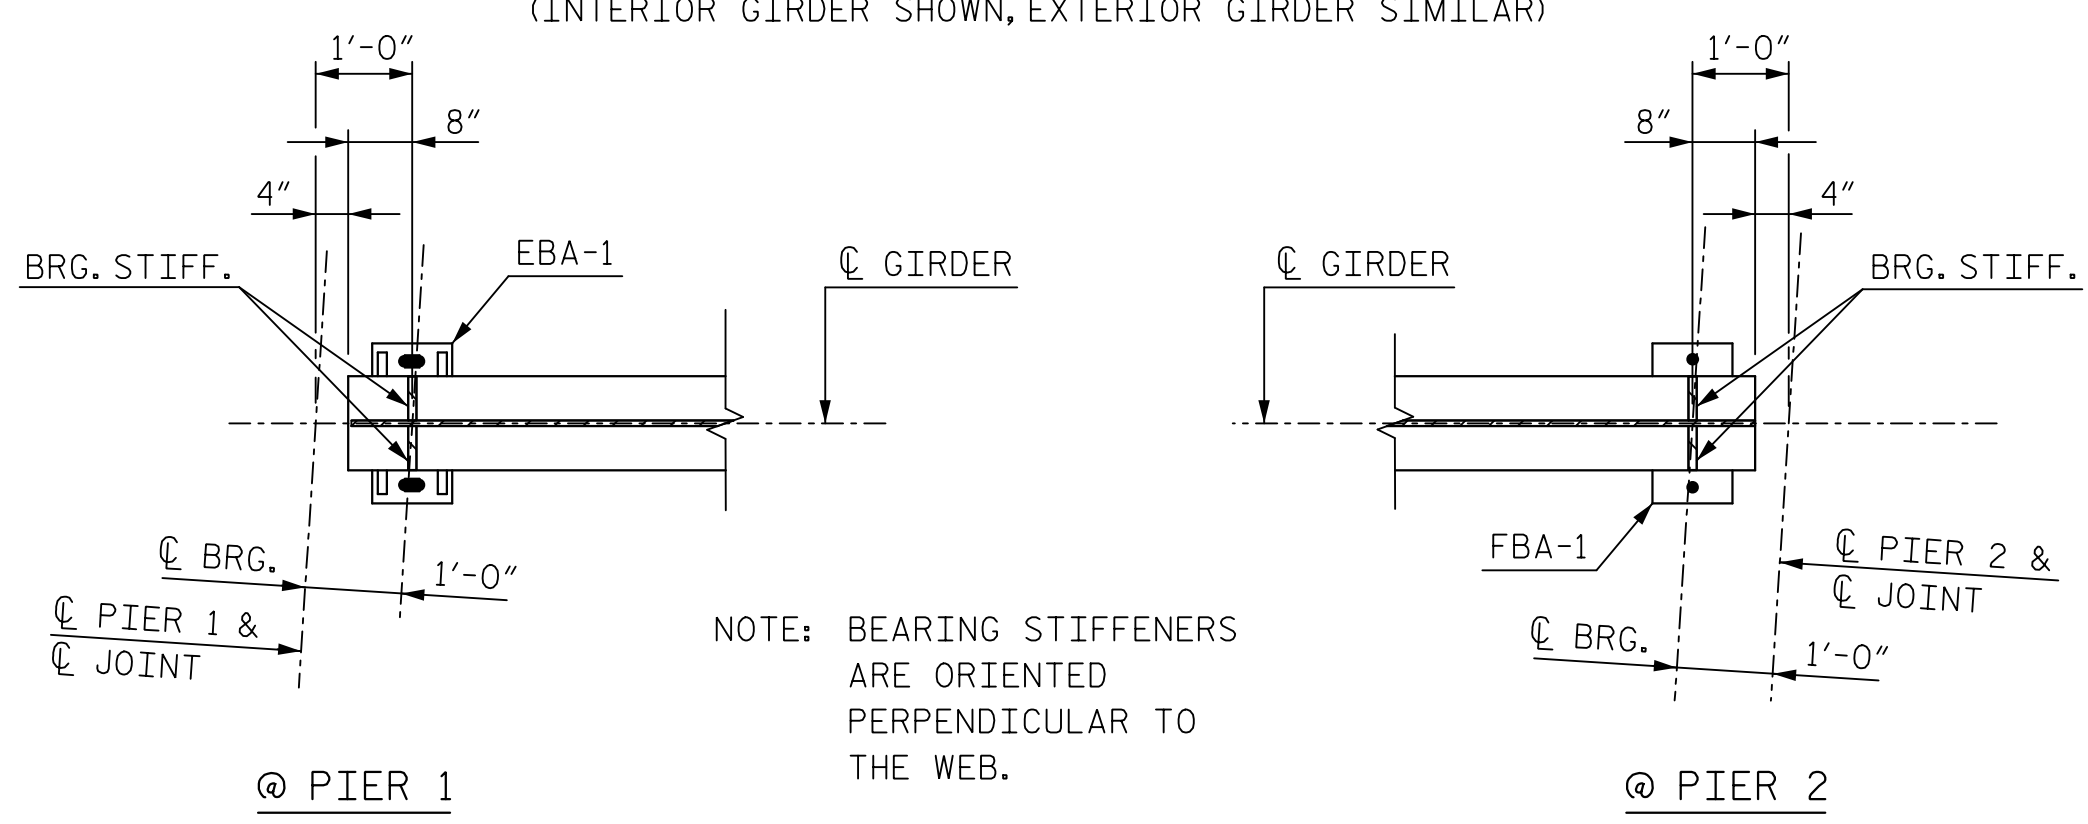 (INTERIOR GIRDER SHOWN, EXTERIOR GIRDER SIMILAR)
1'-0"
8"
4"
BRG. STIFF.
EBA-1
℄ GIRDER
℄ BRG.
1'-0"
℄ PIER 1 &
℄ JOINT
@ PIER 1
NOTE: BEARING STIFFENERS
ARE ORIENTED
PERPENDICULAR TO
THE WEB.
1'-0"
8"
4"
℄ GIRDER
BRG. STIFF.
FBA-1
℄ PIER 2 &
℄ JOINT
℄ BRG.
1'-0"
@ PIER 2